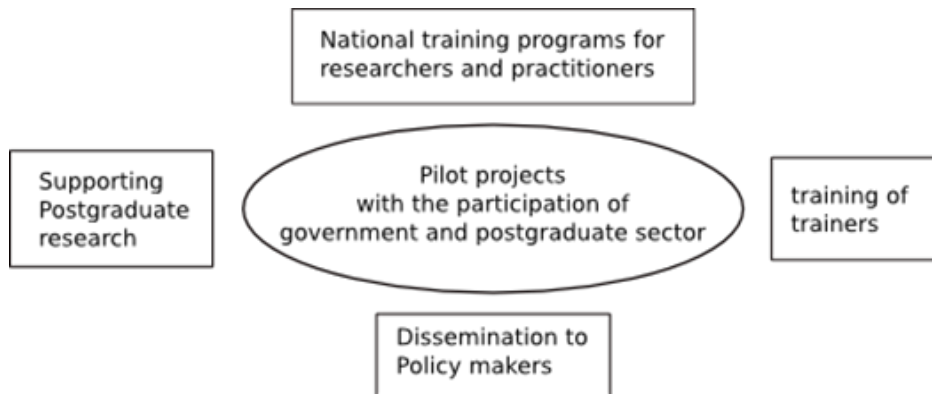 National training programs for
researchers and practitioners
Supporting
Postgraduate
research
Pilot projects
with the participation of
government and postgraduate sector
training of
trainers
Dissemination to
Policy makers